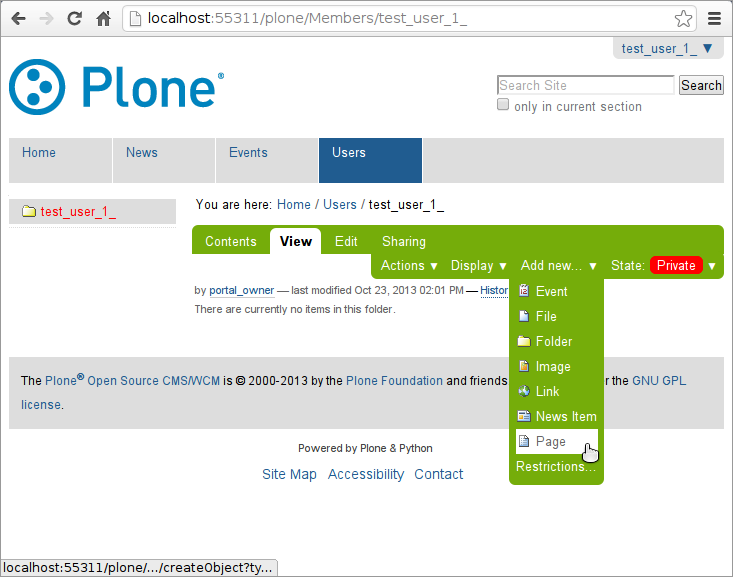 localhost:55311/plone/Members/test_user_1_
test_user_1_ ▼
Plone®
Search Site
Search
only in current section
Home
News
Events
Users
test_user_1_
You are here: Home / Users / test_user_1_
Contents
View
Edit
Sharing
Actions ▼
Display ▼
Add new... ▼
State: Private ▼
by portal_owner — last modified Oct 23, 2013 02:01 PM — Histor
There are currently no items in this folder.
Event
File
Folder
Image
Link
News Item
Page
Restrictions...
The Plone® Open Source CMS/WCM is © 2000-2013 by the Plone Foundation and friends r the GNU GPL
license.
Powered by Plone & Python
Site Map
Accessibility
Contact
localhost:55311/plone/.../createObject?ty...